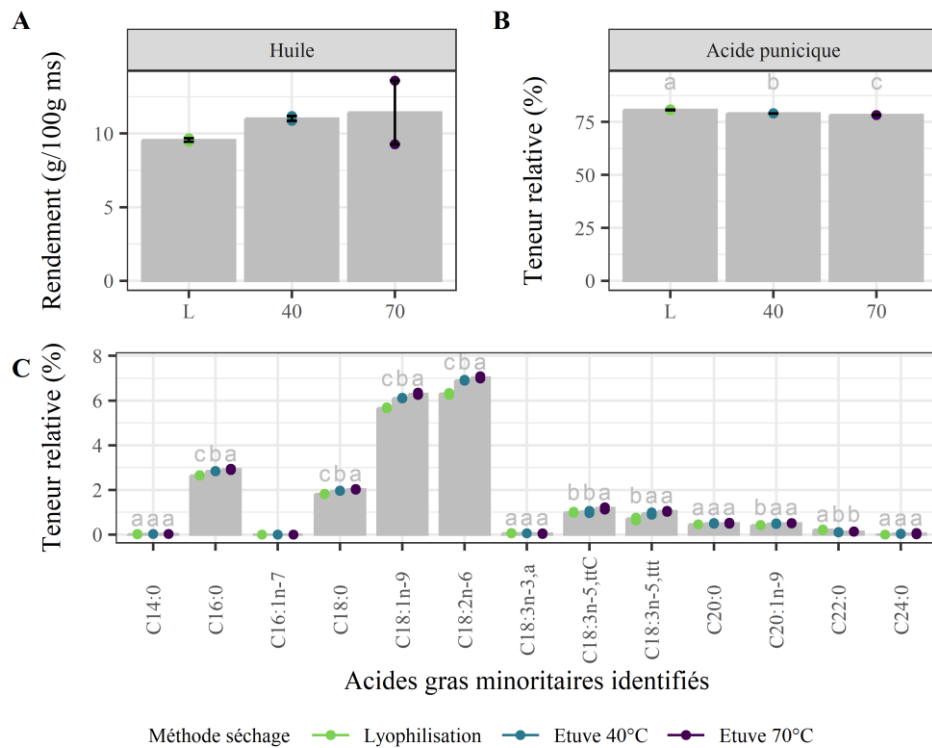 A
Huile
Rendement (g/100g ms)
10
5
0
L 40 70
B
Acide punicique
Teneur relative (%)
a b c
75
50
25
0
L 40 70
C
Teneur relative (%)
8
6
4
2
0
aaa cba cba cba cba aaa bba baa aaa baa abb aaa
C14:0
C16:0
C16:1n-7
C18:0
C18:1n-9
C18:2n-6
C18:3n-3,a
C18:3n-5,ttC
C18:3n-5,ttt
C20:0
C20:1n-9
C22:0
C24:0
Acides gras minoritaires identifiés
Méthode séchage Lyophilisation Etuve 40°C Etuve 70°C